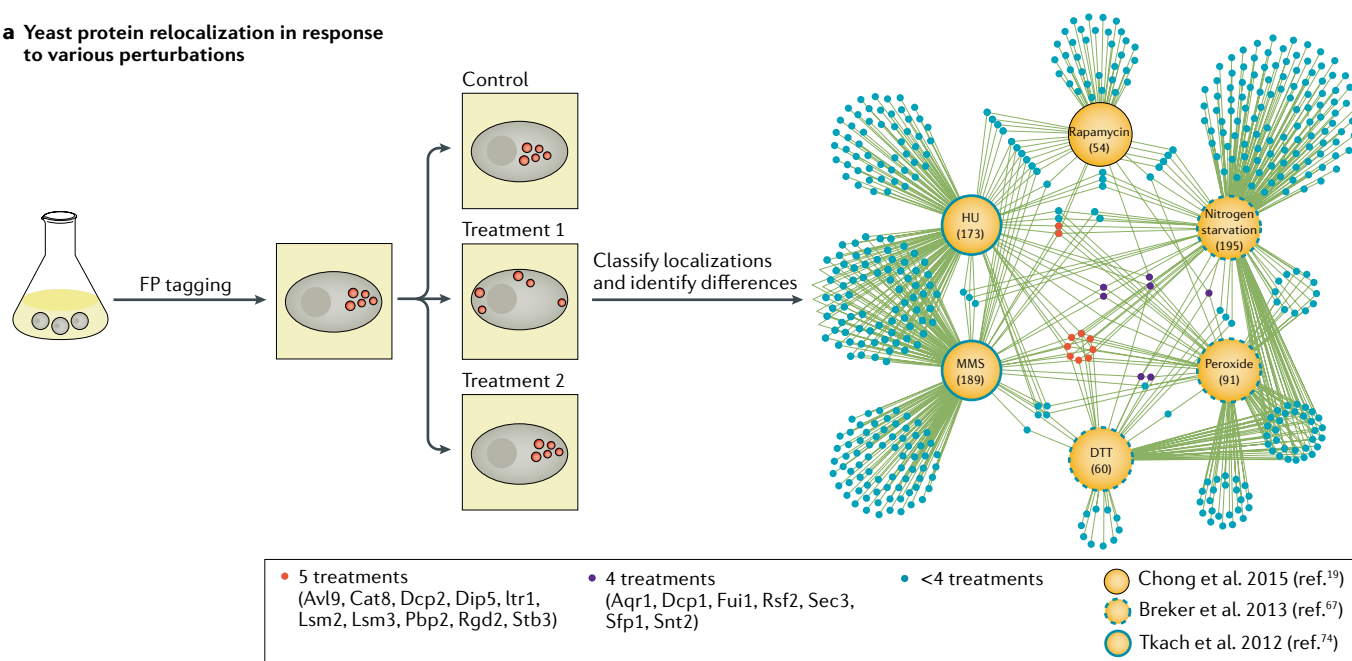 a Yeast protein relocalization in response
to various perturbations
FP tagging
Control
Treatment 1
Treatment 2
Classify localizations
and identify differences
Rapamycin
(54)
HU
(173)
Nitrogen
starvation
(195)
MMS
(189)
Peroxide
(91)
DTT
(60)
5 treatments
(Avl9, Cat8, Dcp2, Dip5, Itr1,
Lsm2, Lsm3, Pbp2, Rgd2, Stb3)
4 treatments
(Aqr1, Dcp1, Fui1, Rsf2, Sec3,
Sfp1, Snt2)
<4 treatments
Chong et al. 2015 (ref.19)
Breker et al. 2013 (ref.67)
Tkach et al. 2012 (ref.74)